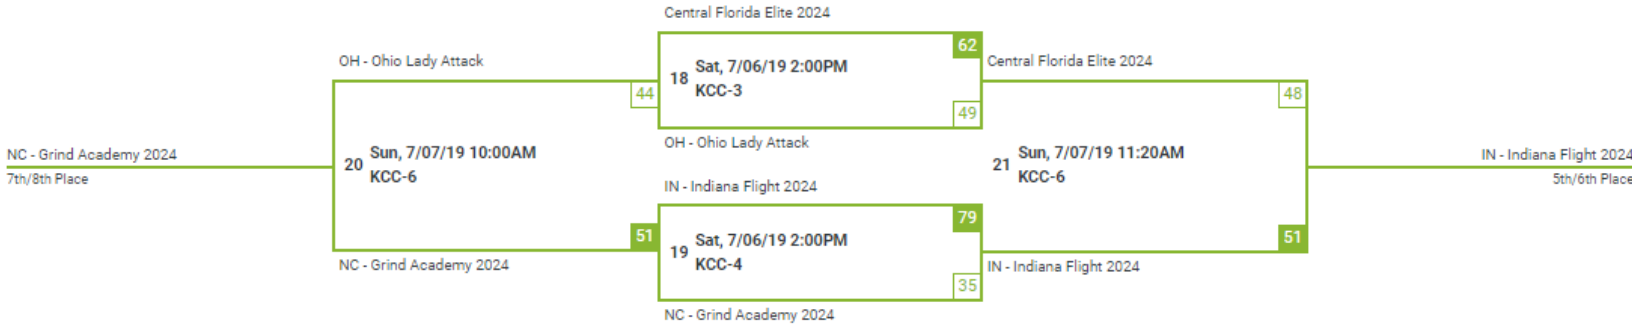 Central Florida Elite 2024
62
18 Sat, 7/06/19 2:00PM
KCC-3
49
OH - Ohio Lady Attack
OH - Ohio Lady Attack
44
20 Sun, 7/07/19 10:00AM
KCC-6
51
NC - Grind Academy 2024
NC - Grind Academy 2024
7th/8th Place
IN - Indiana Flight 2024
79
19 Sat, 7/06/19 2:00PM
KCC-4
35
NC - Grind Academy 2024
Central Florida Elite 2024
48
21 Sun, 7/07/19 11:20AM
KCC-6
51
IN - Indiana Flight 2024
IN - Indiana Flight 2024
5th/6th Place